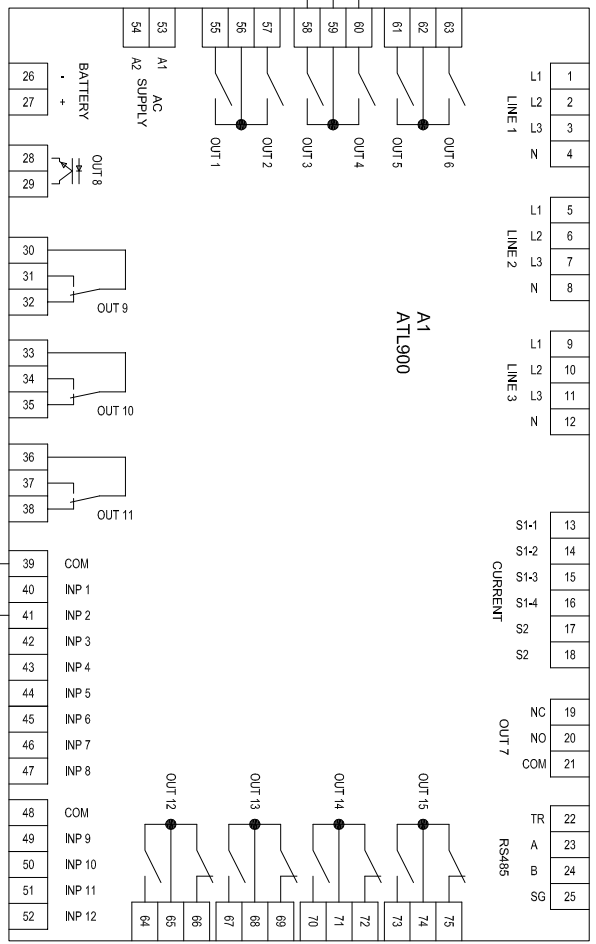 54 53 55 56 57 58 59 60 61 62 63
A2 A1
AC
SUPPLY
OUT 1 OUT 2 OUT 3 OUT 4 OUT 5 OUT 6
26 -
27 +
BATTERY
28
29
OUT 8
30
31
32
OUT 9
33
34
35
OUT 10
36
37
38
OUT 11
39 COM
40 INP 1
41 INP 2
42 INP 3
43 INP 4
44 INP 5
45 INP 6
46 INP 7
47 INP 8
48 COM
49 INP 9
50 INP 10
51 INP 11
52 INP 12
A1
ATL900
L1 1
L2 2
L3 3
N 4
LINE 1
L1 5
L2 6
L3 7
N 8
LINE 2
L1 9
L2 10
L3 11
N 12
LINE 3
S1-1 13
S1-2 14
S1-3 15
S1-4 16
S2 17
S2 18
CURRENT
NC 19
NO 20
COM 21
OUT 7
TR 22
A 23
B 24
SG 25
RS485
OUT 12 OUT 13 OUT 14 OUT 15
64 65 66 67 68 69 70 71 72 73 74 75